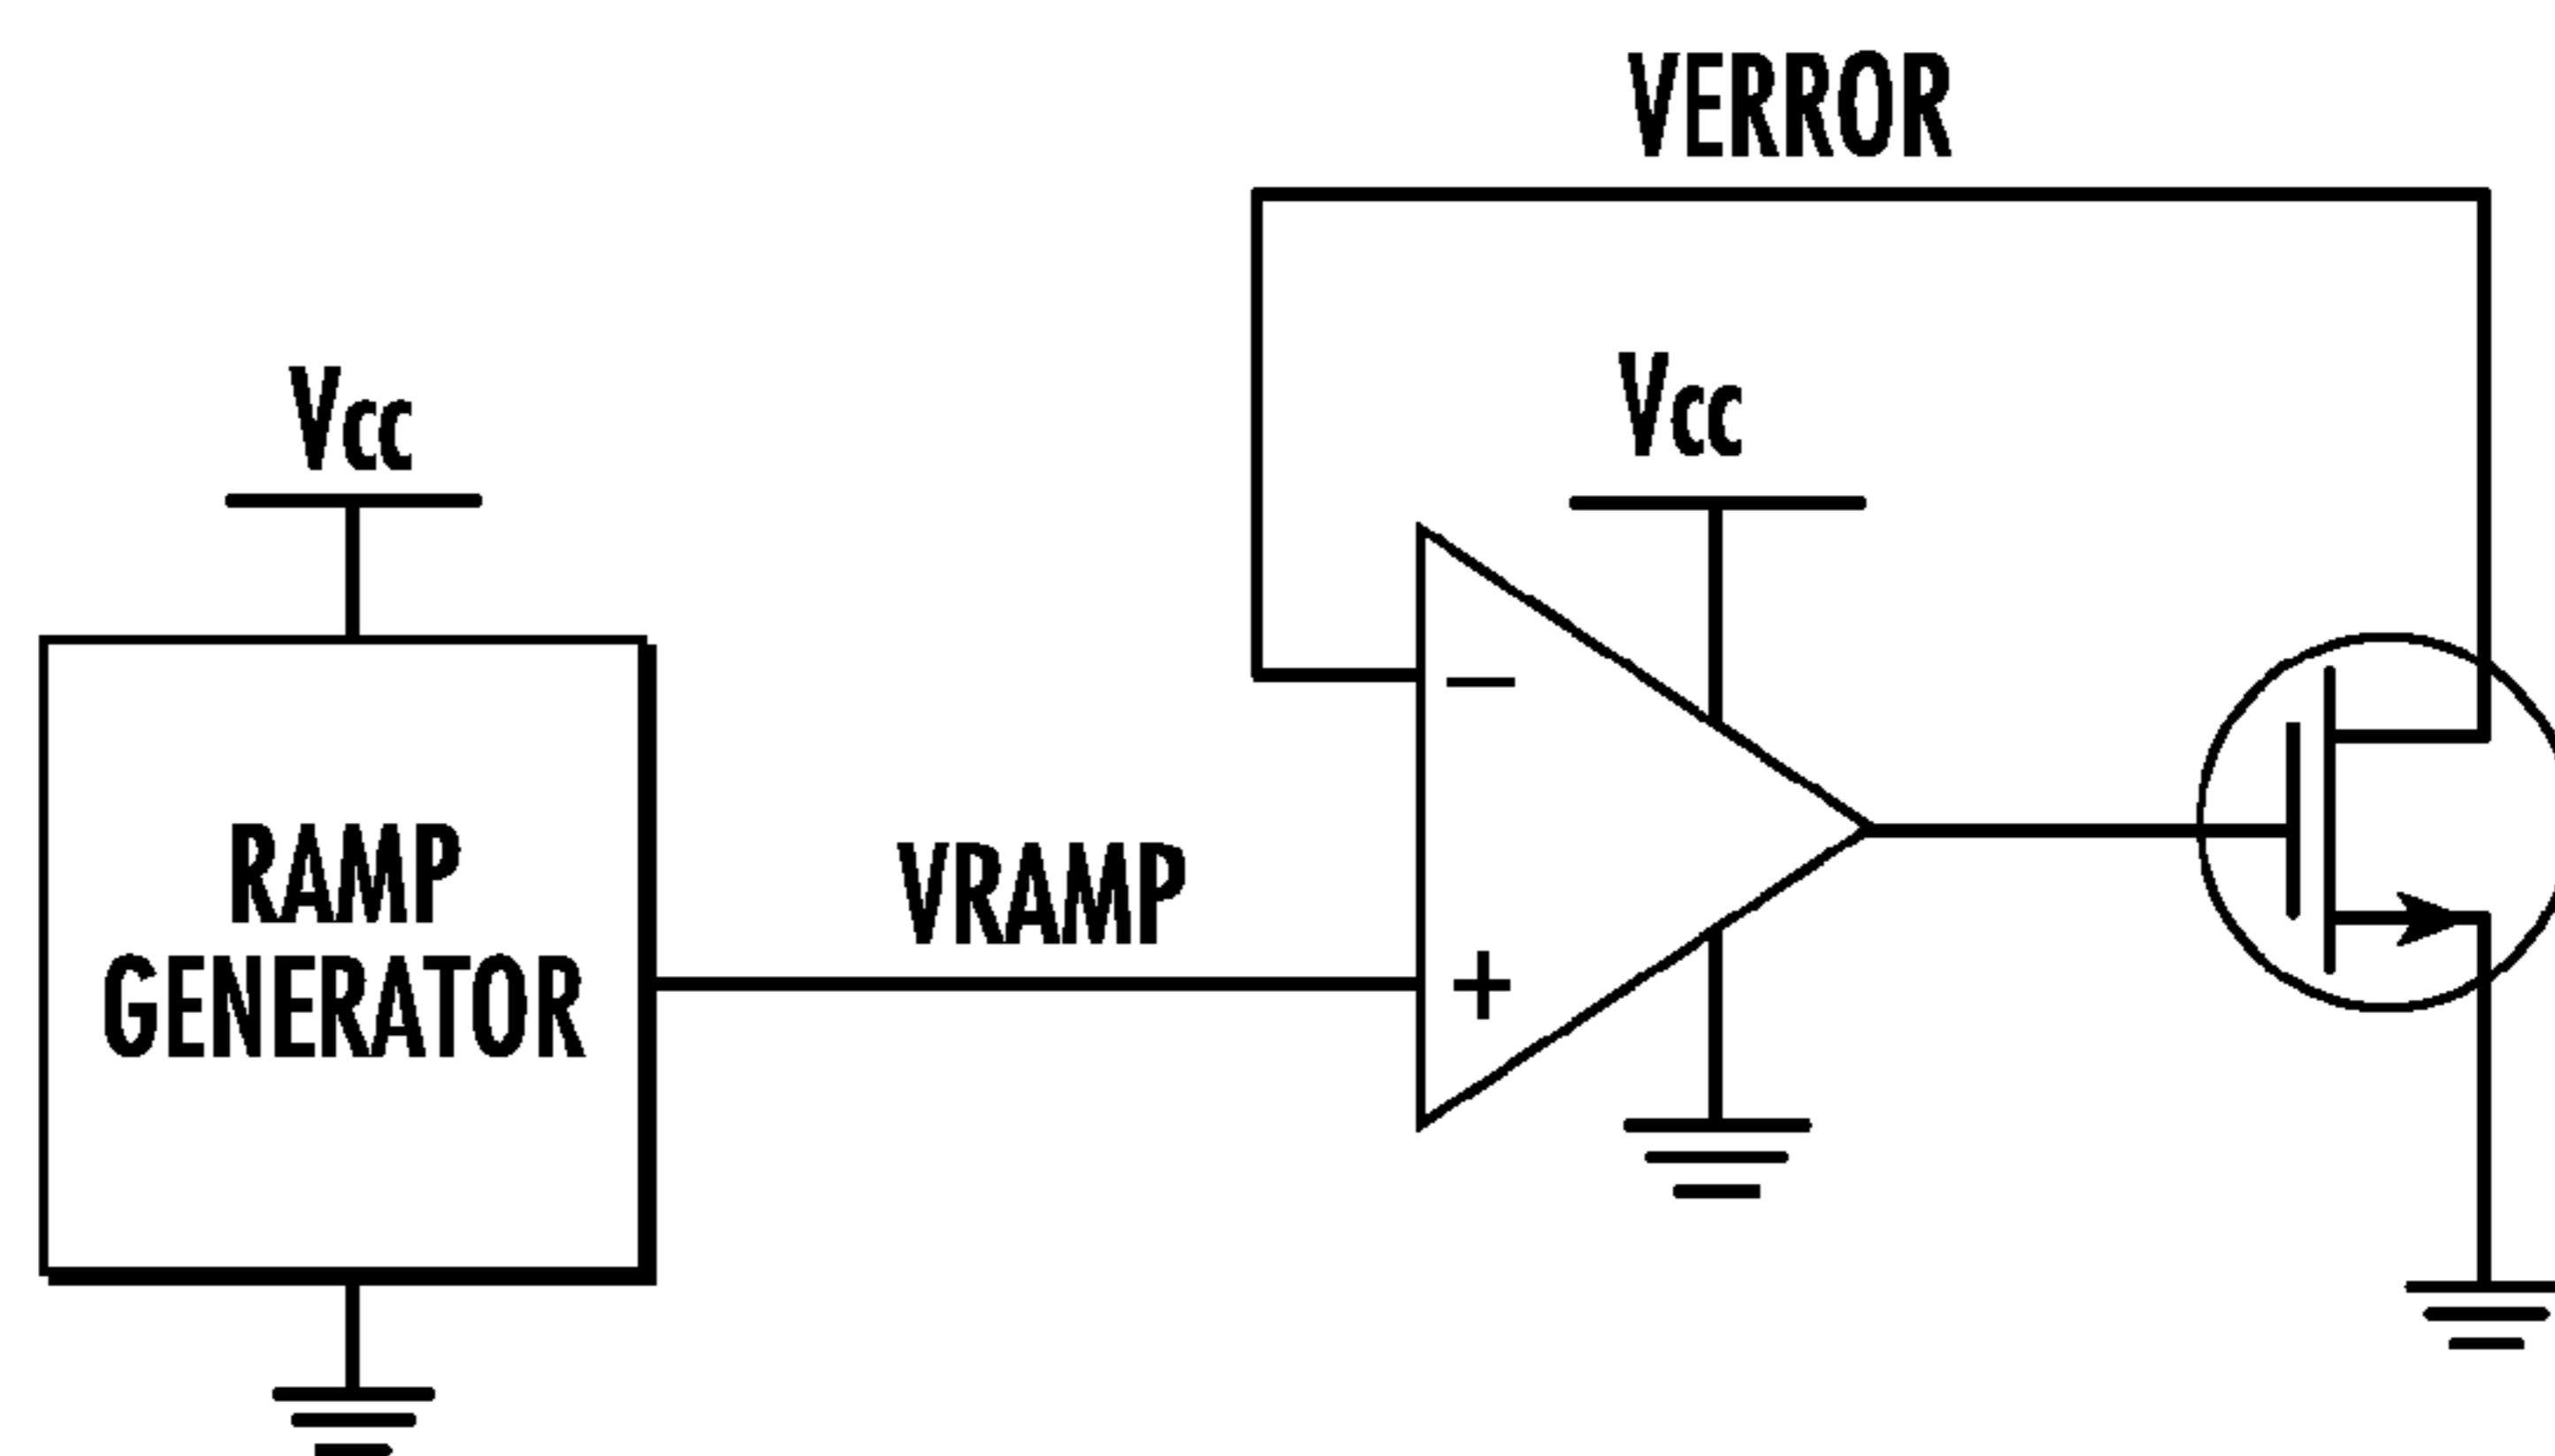 VERROR
Vcc
Vcc
RAMP
GENERATOR
VRAMP
−
+